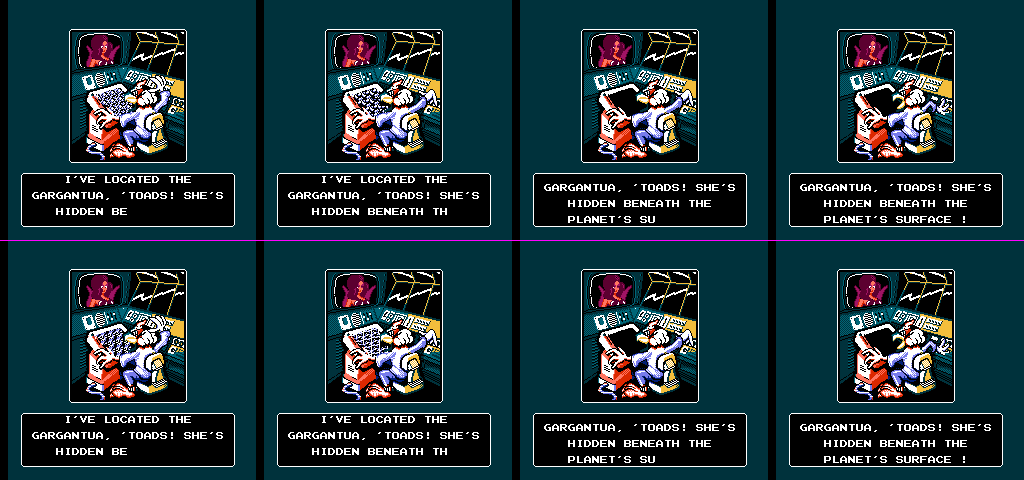 I'VE LOCATED THE
GARGANTUA, 'TOADS! SHE'S
HIDDEN BE
I'VE LOCATED THE
GARGANTUA, 'TOADS! SHE'S
HIDDEN BENEATH TH
GARGANTUA, 'TOADS! SHE'S
HIDDEN BENEATH THE
PLANET'S SU
GARGANTUA, 'TOADS! SHE'S
HIDDEN BENEATH THE
PLANET'S SURFACE !
I'VE LOCATED THE
GARGANTUA, 'TOADS! SHE'S
HIDDEN BE
I'VE LOCATED THE
GARGANTUA, 'TOADS! SHE'S
HIDDEN BENEATH TH
GARGANTUA, 'TOADS! SHE'S
HIDDEN BENEATH THE
PLANET'S SU
GARGANTUA, 'TOADS! SHE'S
HIDDEN BENEATH THE
PLANET'S SURFACE !